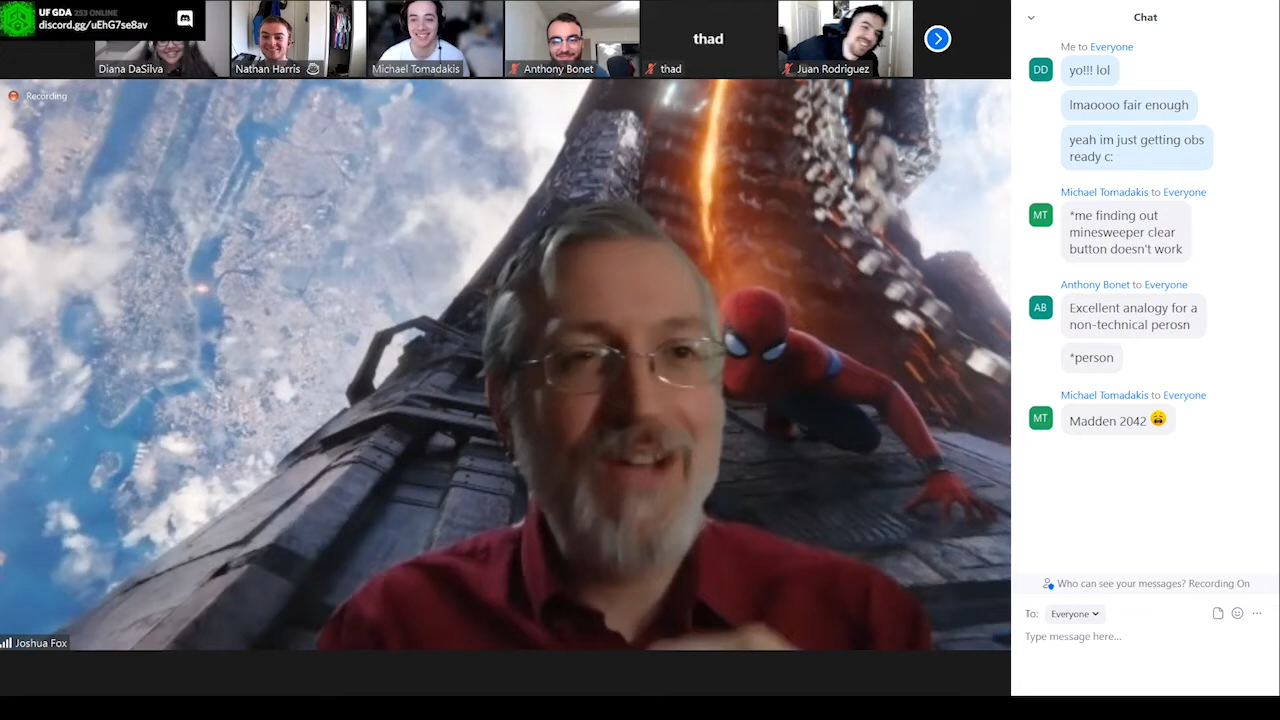 UF GDA 253 ONLINE
discord.gg/uEhG7se8av
Diana DaSilva
Nathan Harris
Michael Tomadakis
Anthony Bonet
thad
thad
Juan Rodriguez
Recording
Joshua Fox
Chat
Me to Everyone
DD
yo!!! lol
lmaoooo fair enough
yeah im just getting obs
ready c:
Michael Tomadakis to Everyone
MT
*me finding out
minesweeper clear
button doesn't work
Anthony Bonet to Everyone
AB
Excellent analogy for a
non-technical perosn
*person
Michael Tomadakis to Everyone
MT
Madden 2042 😩
Who can see your messages? Recording On
To: Everyone
Type message here...